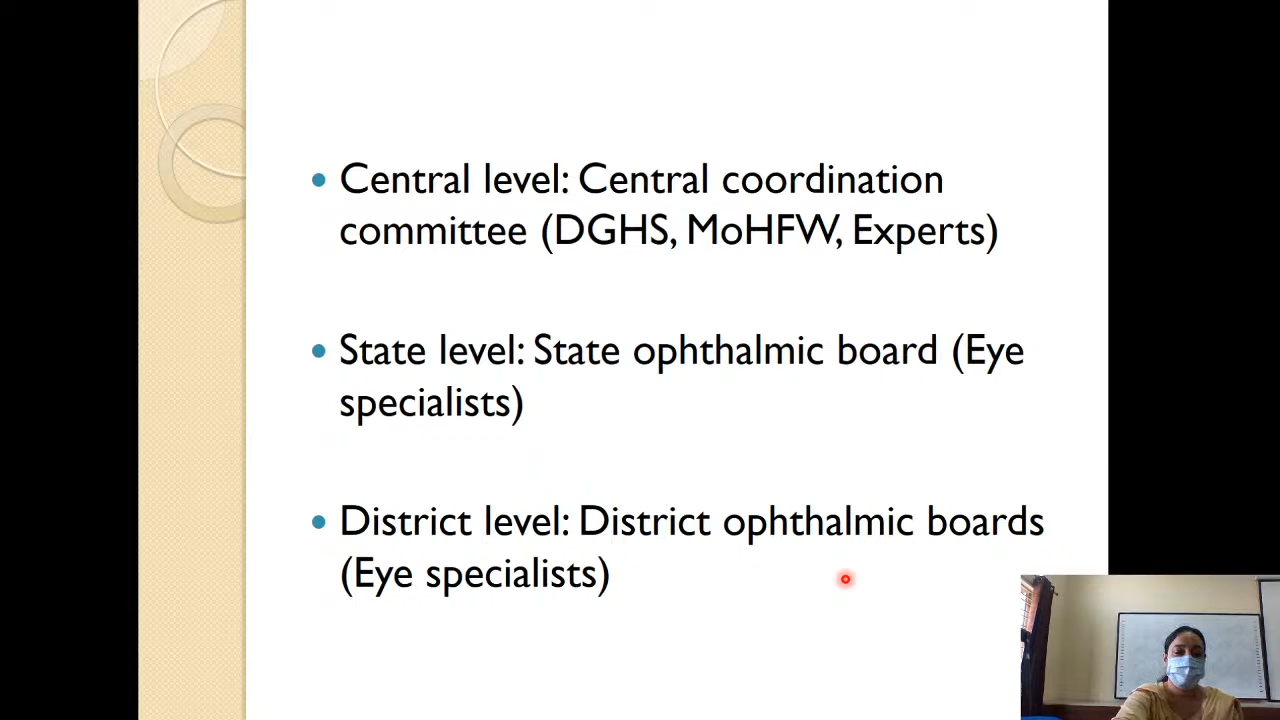 Central level: Central coordination
committee (DGHS, MoHFW, Experts)
State level: State ophthalmic board (Eye
specialists)
District level: District ophthalmic boards
(Eye specialists)